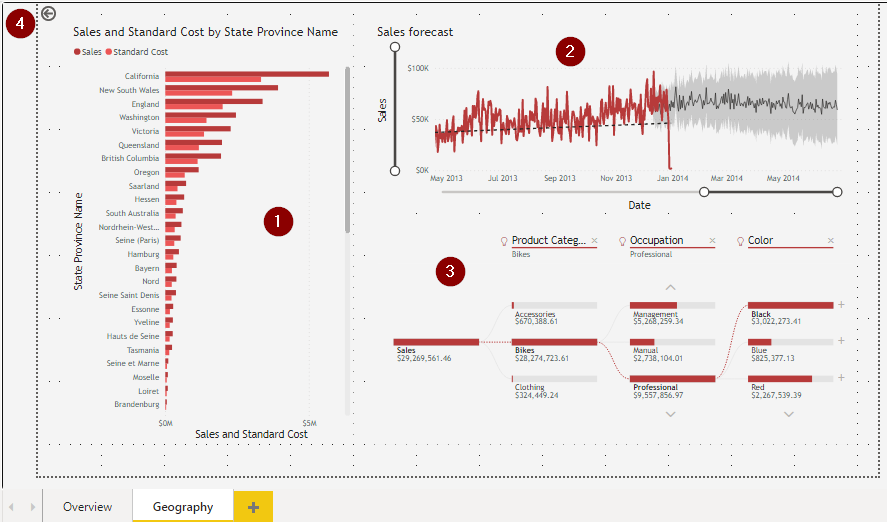 4
Sales and Standard Cost by State Province Name
Sales Standard Cost
State Province Name
California
New South Wales
England
Washington
Victoria
Queensland
British Columbia
Oregon
Saarland
Hessen
South Australia
Nordrhein-West...
Seine (Paris)
Hamburg
Bayern
Nord
Seine Saint Denis
Essonne
Yveline
Hauts de Seine
Tasmania
Seine et Marne
Moselle
Loiret
Brandenburg
$0M $5M
Sales and Standard Cost
1
Sales forecast
2
Sales
$100K
$50K
$0K
May 2013 Jul 2013 Sep 2013 Nov 2013 Jan 2014 Mar 2014 May 2014
Date
3
Product Categ... × Occupation × Color ×
Bikes Professional
Sales
$29,269,561.46
Accessories
$670,388.61
Bikes
$28,274,723.61
Clothing
$324,449.24
Management
$5,268,259.34
Manual
$2,738,104.01
Professional
$9,557,856.97
Black
$3,022,273.41
+
Blue
$825,377.13
+
Red
$2,267,539.39
+
Overview Geography +